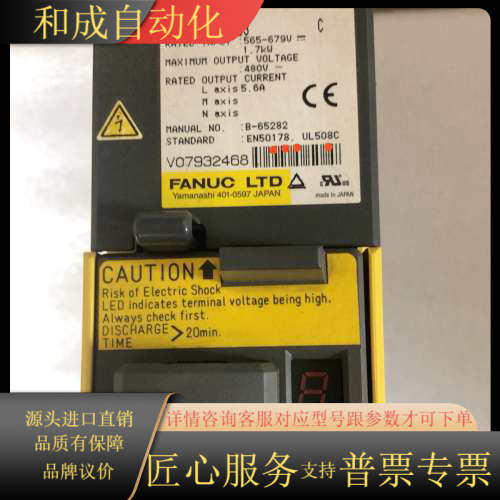 和成自动化
C
:565-679V
1.7kW
MAXIMUM OUTPUT VOLTAGE
:480V~
RATED OUTPUT CURRENT
L axis 5.6A
M axis
N axis
MANUAL NO. :B-65282
STANDARD :EN50178, UL508C
CE
V07932468
FANUC LTD
Yamanashi 401-0597 JAPAN
made in JAPAN
CAUTION
Risk of Electric Shock
LED indicates terminal voltage being high.
Always check first.
DISCHARGE TIME >20min.
源头进口直销
品质有保障
品牌议价
详情咨询客服对应型号跟参数才可下单
匠心服务 支持 普票专票